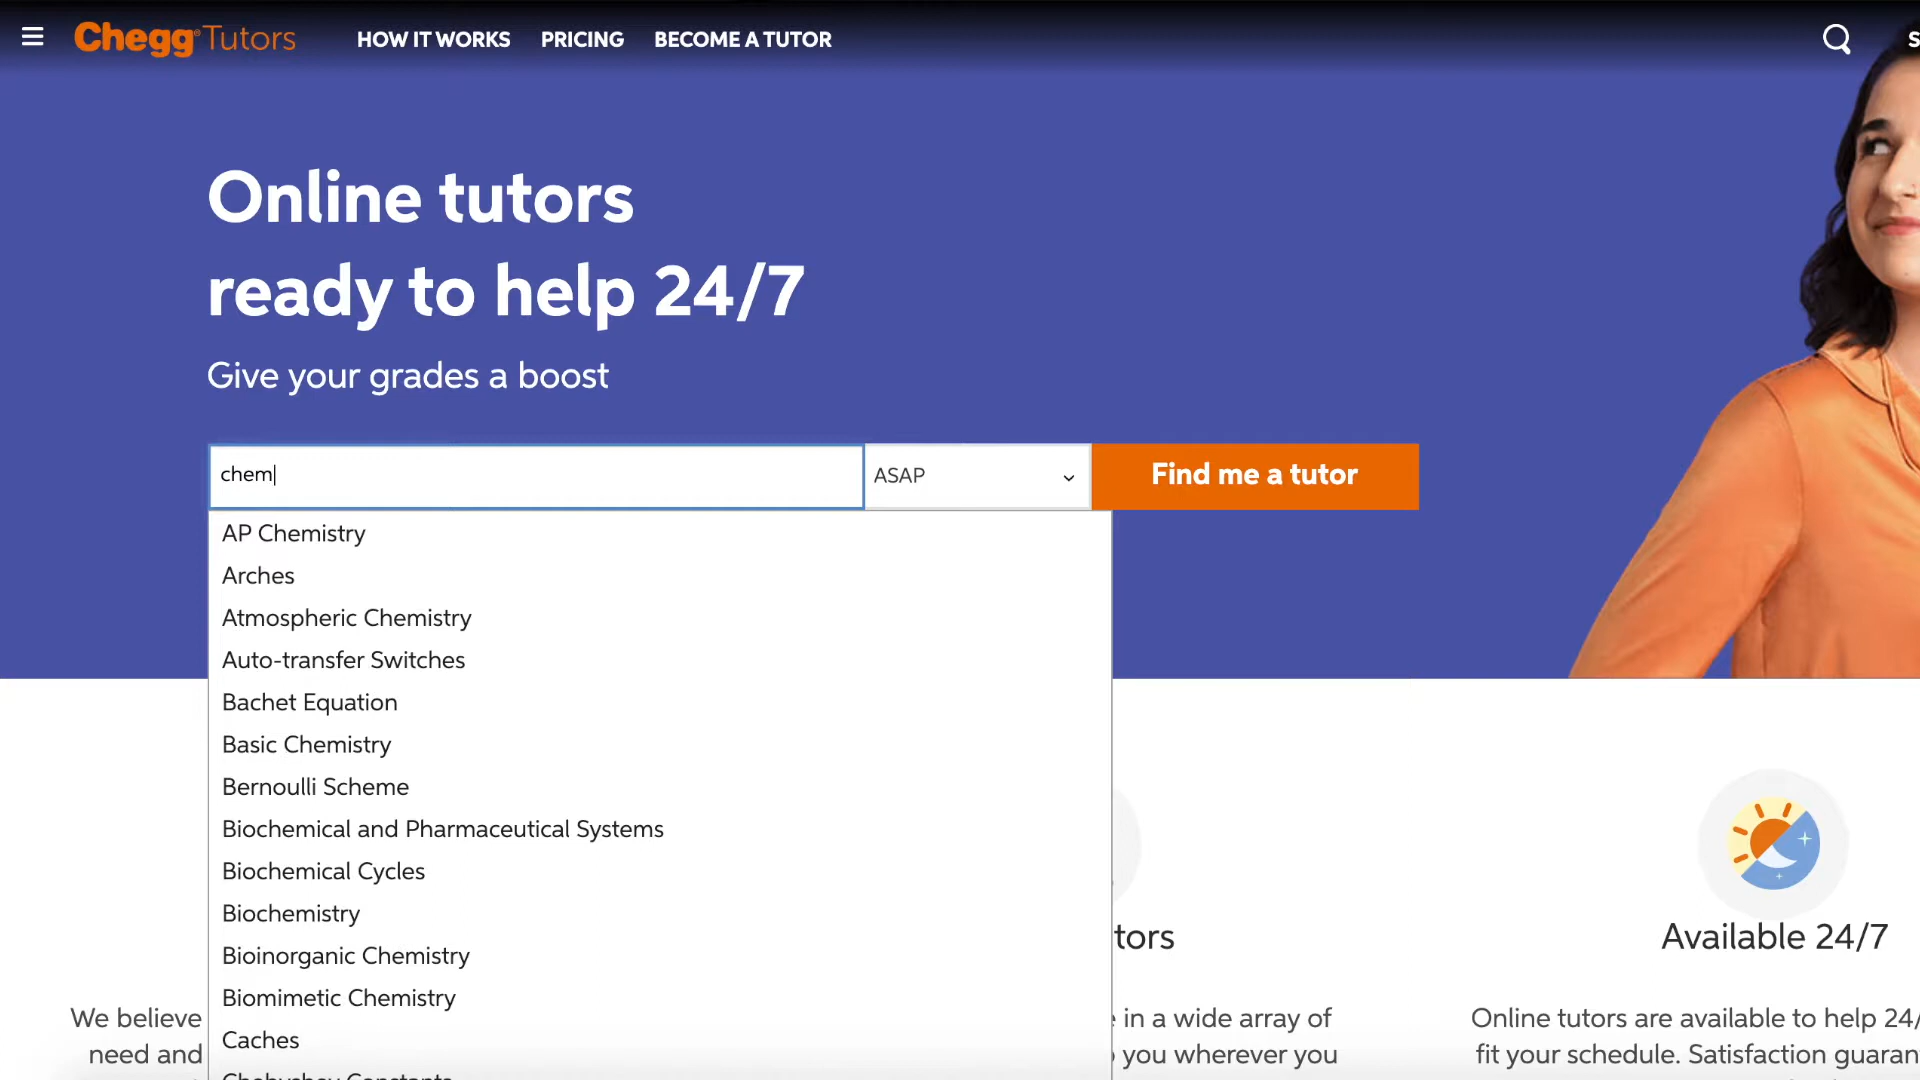 Chegg® Tutors HOW IT WORKS PRICING BECOME A TUTOR S
Online tutors
ready to help 24/7
Give your grades a boost
chem ASAP Find me a tutor
AP Chemistry
Arches
Atmospheric Chemistry
Auto-transfer Switches
Bachet Equation
Basic Chemistry
Bernoulli Scheme
Biochemical and Pharmaceutical Systems
Biochemical Cycles
Biochemistry
Bioinorganic Chemistry
Biomimetic Chemistry
Caches
Chebyshev Constants
tors
Available 24/7
We believe
need and
in a wide array of
you wherever you
Online tutors are available to help 24/
fit your schedule. Satisfaction guaran